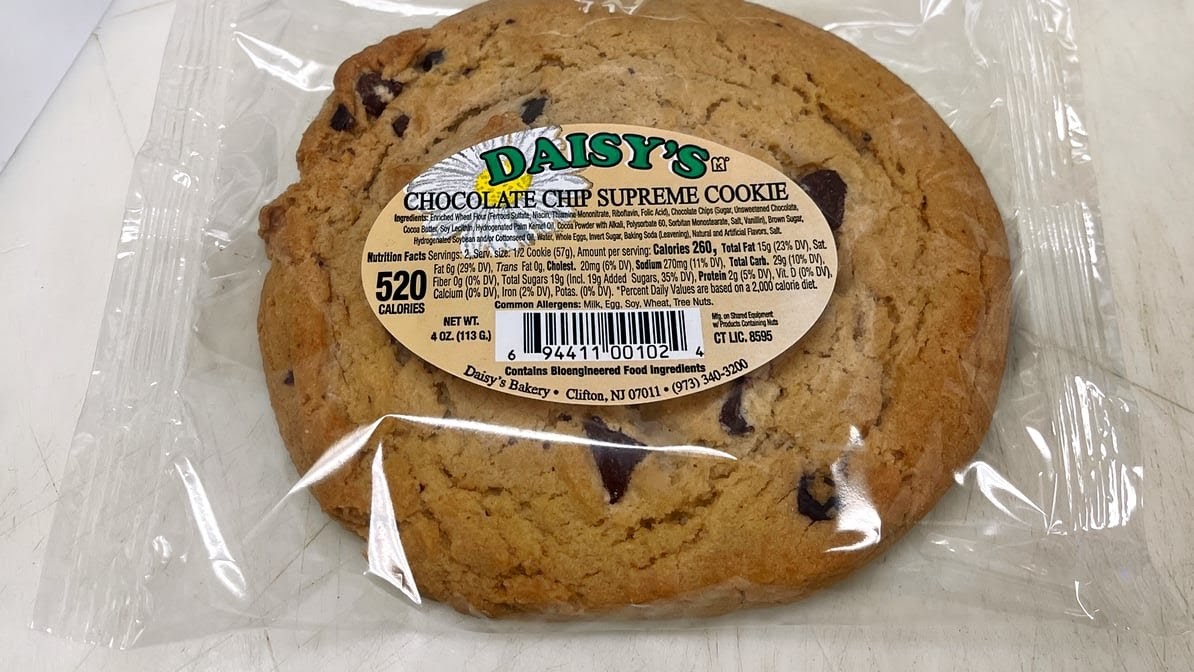 DAISY'S K
CHOCOLATE CHIP SUPREME COOKIE
Ingredients: Enriched Wheat Flour (Ferrous Sulfate, Niacin, Thiamine Mononitrate, Riboflavin, Folic Acid), Chocolate Chips (Sugar, Unsweetened Chocolate,
Cocoa Butter, Soy Lecithin, Hydrogenated Palm Kernel Oil, Cocoa Powder with Alkali, Polysorbate 60, Sorbitan Monostearate, Salt, Vanillin), Brown Sugar,
Hydrogenated Soybean and/or Cottonseed Oil, Water, Whole Eggs, Invert Sugar, Baking Soda (Leavening), Natural and Artificial Flavors, Salt.
Nutrition Facts Servings: 2, Serv. size: 1/2 Cookie (57g), Amount per serving: Calories 260, Total Fat 15g (23% DV), Sat.
Fat 6g (29% DV), Trans Fat 0g, Cholest. 20mg (6% DV), Sodium 270mg (11% DV), Total Carb. 29g (10% DV),
Fiber 0g (0% DV), Total Sugars 19g (Incl. 19g Added Sugars, 35% DV), Protein 2g (5% DV), Vit. D (0% DV),
Calcium (0% DV), Iron (2% DV), Potas. (0% DV). *Percent Daily Values are based on a 2,000 calorie diet.
520
CALORIES
Common Allergens: Milk, Egg, Soy, Wheat, Tree Nuts.
NET WT.
4 OZ. (113 G.)
6 94411 00102 4
Mfg. on Shared Equipment
w/ Products Containing Nuts
CT LIC. 8595
Contains Bioengineered Food Ingredients
Daisy's Bakery • Clifton, NJ 07011 • (973) 340-3200